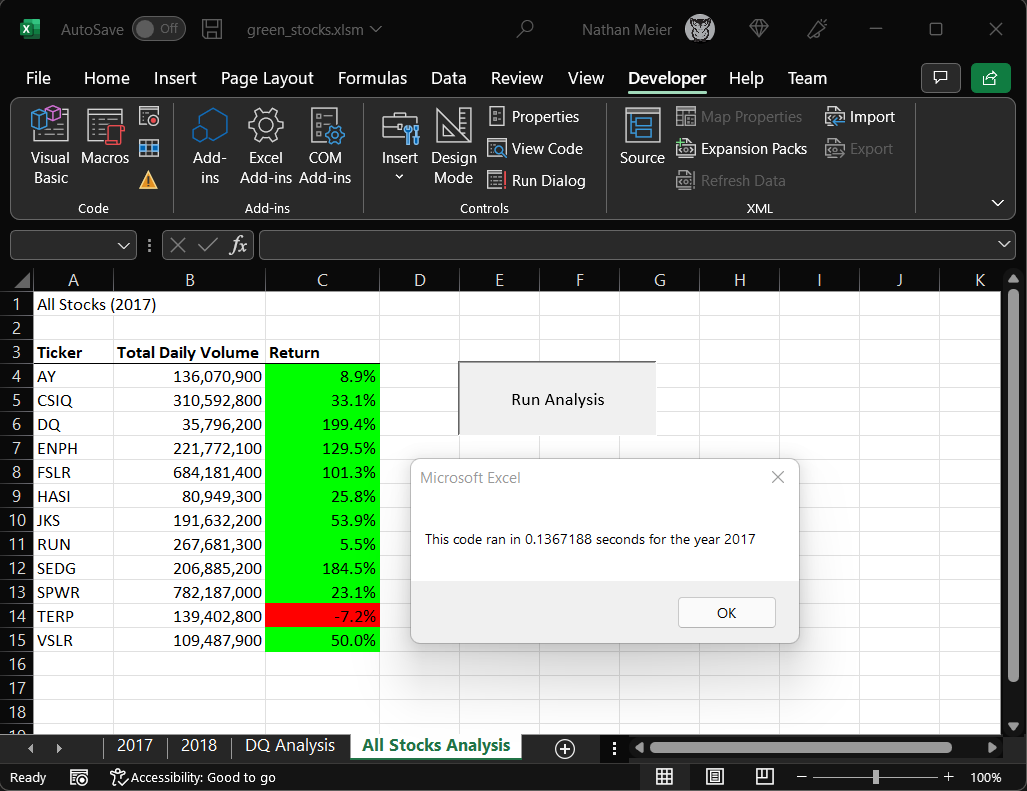 AutoSave Off green_stocks.xlsm Nathan Meier
File Home Insert Page Layout Formulas Data Review View Developer Help Team
Visual Basic
Macros
Code
Add-ins
Excel Add-ins
COM Add-ins
Add-ins
Insert
Design Mode
Properties
View Code
Run Dialog
Controls
Source
Map Properties
Expansion Packs
Refresh Data
Import
Export
XML
fx
A B C D E F G H I J K
1 All Stocks (2017)
2
3 Ticker Total Daily Volume Return
4 AY 136,070,900 8.9%
5 CSIQ 310,592,800 33.1%
6 DQ 35,796,200 199.4%
7 ENPH 221,772,100 129.5%
8 FSLR 684,181,400 101.3%
9 HASI 80,949,300 25.8%
10 JKS 191,632,200 53.9%
11 RUN 267,681,300 5.5%
12 SEDG 206,885,200 184.5%
13 SPWR 782,187,000 23.1%
14 TERP 139,402,800 -7.2%
15 VSLR 109,487,900 50.0%
16
17
18
19
Run Analysis
Microsoft Excel
This code ran in 0.1367188 seconds for the year 2017
OK
2017 2018 DQ Analysis All Stocks Analysis
Ready Accessibility: Good to go 100%